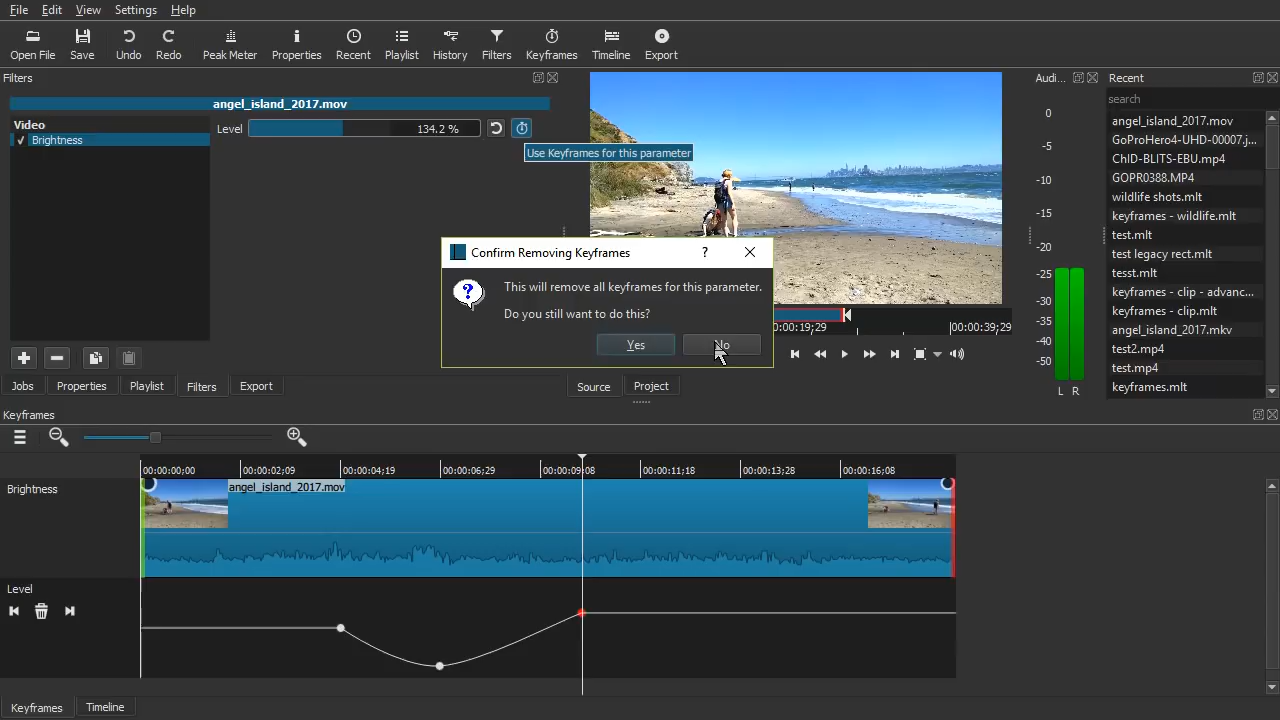 File Edit View Settings Help
Open File Save Undo Redo Peak Meter Properties Recent Playlist History Filters Keyframes Timeline Export
Filters
Audi...
Recent
angel_island_2017.mov
search
Video
Brightness
Level 134.2 %
Use Keyframes for this parameter
0
-5
-10
-15
-20
-25
-30
-35
-40
-50
L R
angel_island_2017.mov
GoProHero4-UHD-00007.j...
ChID-BLITS-EBU.mp4
GOPR0388.MP4
wildlife shots.mlt
keyframes - wildlife.mlt
test.mlt
test legacy rect.mlt
tesst.mlt
keyframes - clip - advanc...
keyframes - clip.mlt
angel_island_2017.mkv
test2.mp4
test.mp4
keyframes.mlt
Confirm Removing Keyframes ?
This will remove all keyframes for this parameter.
Do you still want to do this?
Yes No
0:00:19;29 00:00:39;29
Jobs Properties Playlist Filters Export
Source Project
Keyframes
00:00:00;00 00:00:02;09 00:00:04;19 00:00:06;29 00:00:09;08 00:00:11;18 00:00:13;28 00:00:16;08
Brightness
angel_island_2017.mov
Level
Keyframes Timeline